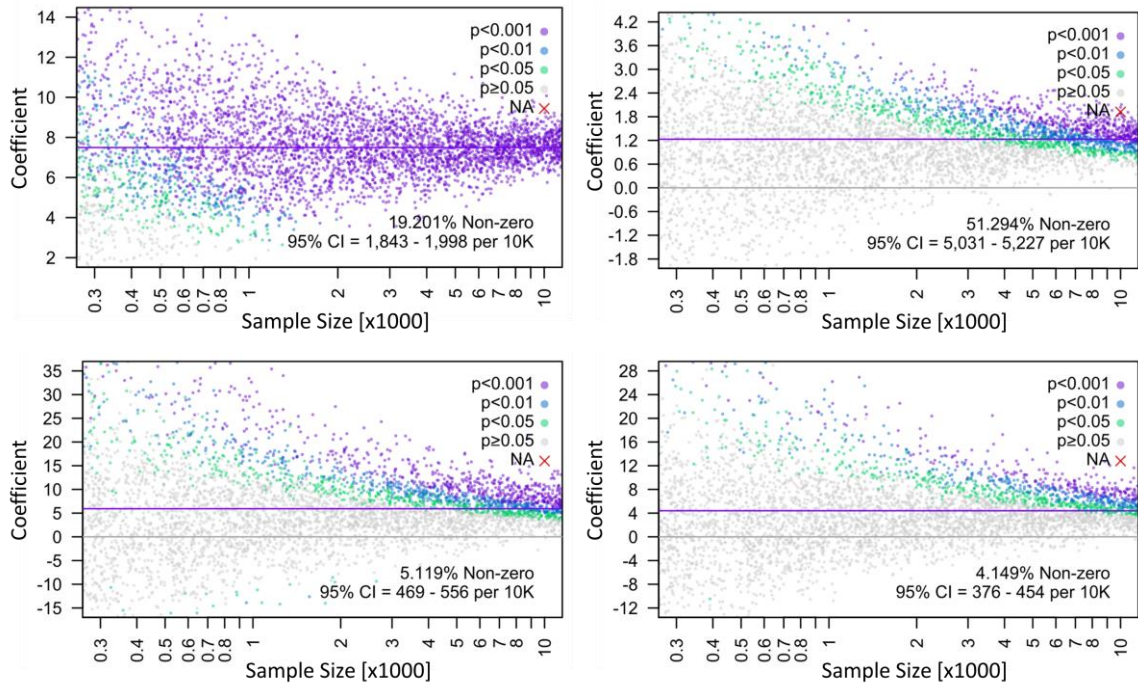 14
12
10
8
6
4
2
Coefficient
p<0.001
p<0.01
p<0.05
p≥0.05
NA
19.201% Non-zero
95% CI = 1,843 - 1,998 per 10K
0.3
0.4
0.5
0.6
0.7
0.8
1
2
3
4
5
6
7
8
10
Sample Size [x1000]
4.2
3.6
3.0
2.4
1.8
1.2
0.6
0.0
-0.6
-1.2
-1.8
Coefficient
p<0.001
p<0.01
p<0.05
p≥0.05
NA
51.294% Non-zero
95% CI = 5,031 - 5,227 per 10K
0.3
0.4
0.5
0.6
0.7
0.8
1
2
3
4
5
6
7
8
10
Sample Size [x1000]
35
30
25
20
15
10
5
0
-5
-10
-15
Coefficient
p<0.001
p<0.01
p<0.05
p≥0.05
NA
5.119% Non-zero
95% CI = 469 - 556 per 10K
0.3
0.4
0.5
0.6
0.7
0.8
1
2
3
4
5
6
7
8
10
Sample Size [x1000]
28
24
20
16
12
8
4
0
-4
-8
-12
Coefficient
p<0.001
p<0.01
p<0.05
p≥0.05
NA
4.149% Non-zero
95% CI = 376 - 454 per 10K
0.3
0.4
0.5
0.6
0.7
0.8
1
2
3
4
5
6
7
8
10
Sample Size [x1000]